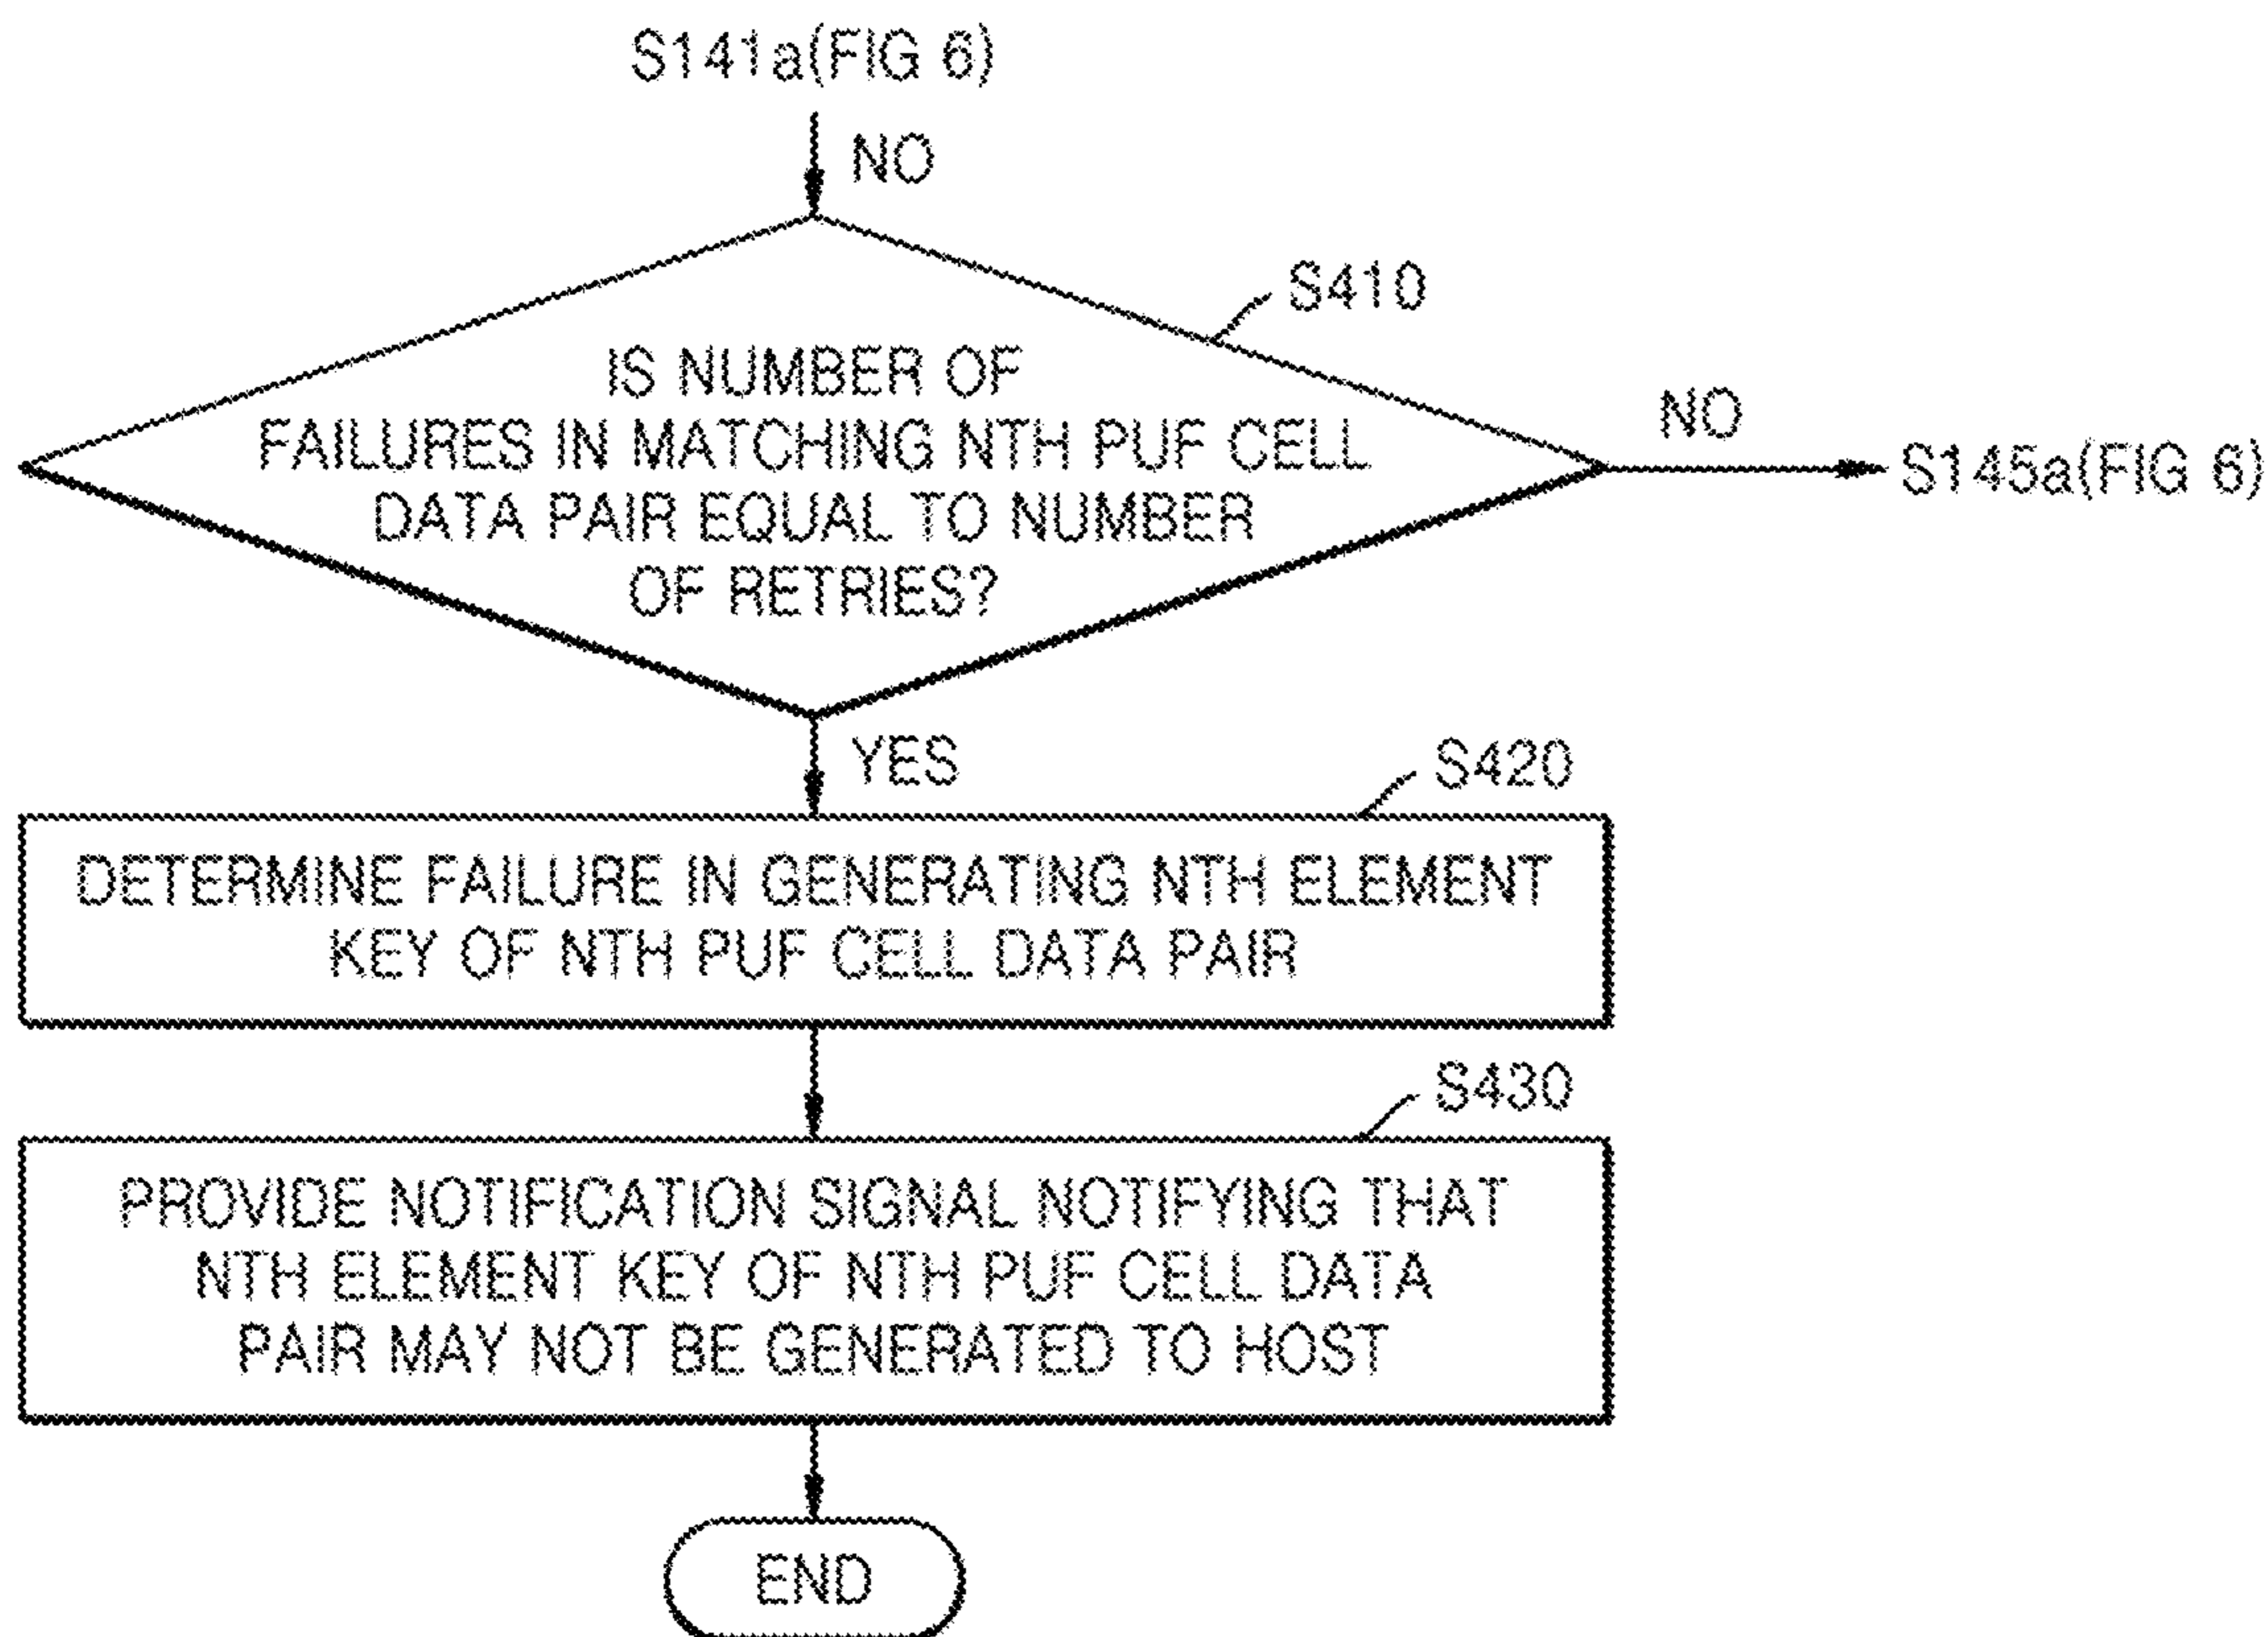 S141a(FIG 6)
NO
S410
IS NUMBER OF
FAILURES IN MATCHING NTH PUF CELL
DATA PAIR EQUAL TO NUMBER
OF RETRIES?
NO
S145a(FIG 6)
YES
S420
DETERMINE FAILURE IN GENERATING NTH ELEMENT
KEY OF NTH PUF CELL DATA PAIR
S430
PROVIDE NOTIFICATION SIGNAL NOTIFYING THAT
NTH ELEMENT KEY OF NTH PUF CELL DATA
PAIR MAY NOT BE GENERATED TO HOST
END